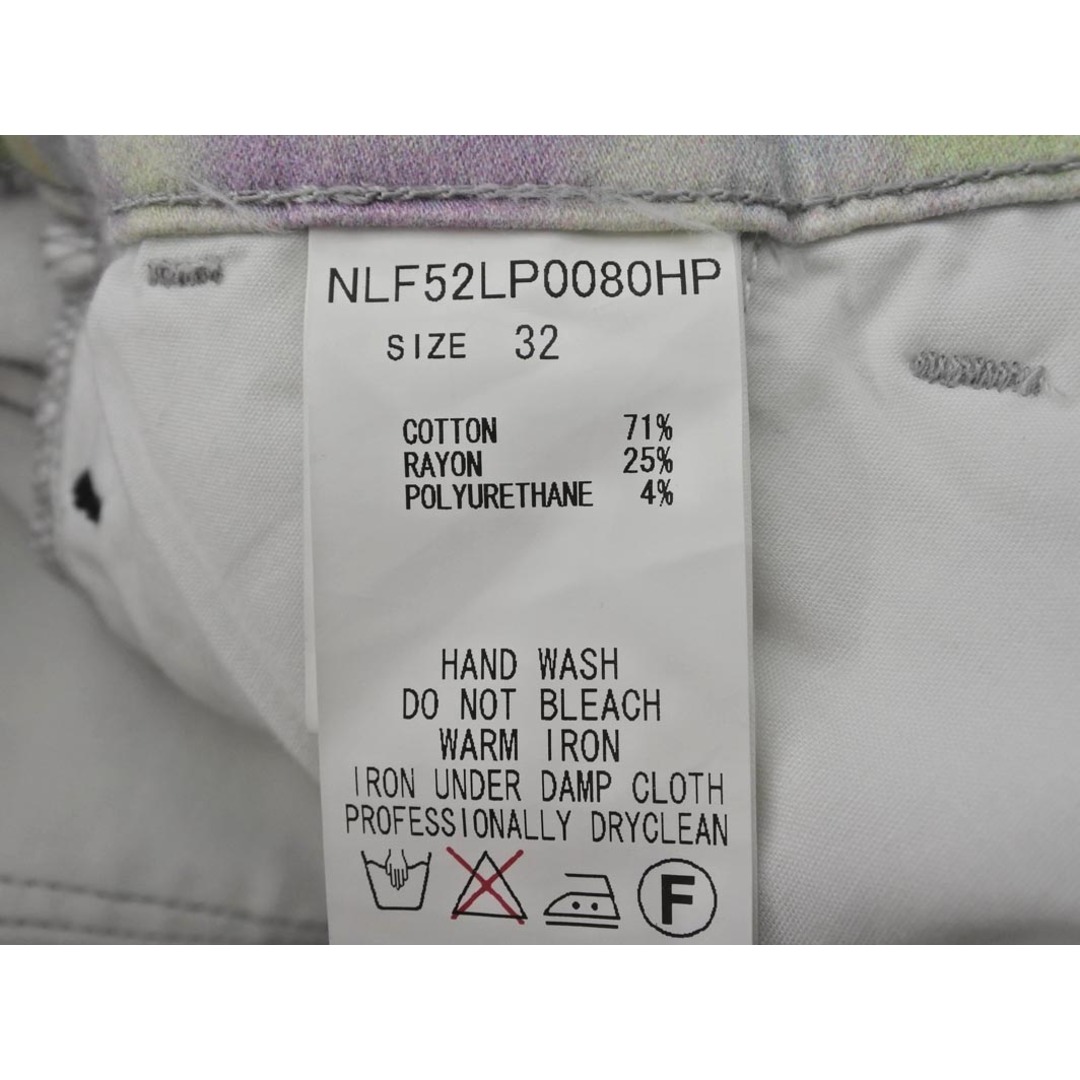 NLF52LP0080HP
SIZE 32
COTTON 71%
RAYON 25%
POLYURETHANE 4%
HAND WASH
DO NOT BLEACH
WARM IRON
IRON UNDER DAMP CLOTH
PROFESSIONALLY DRYCLEAN
F